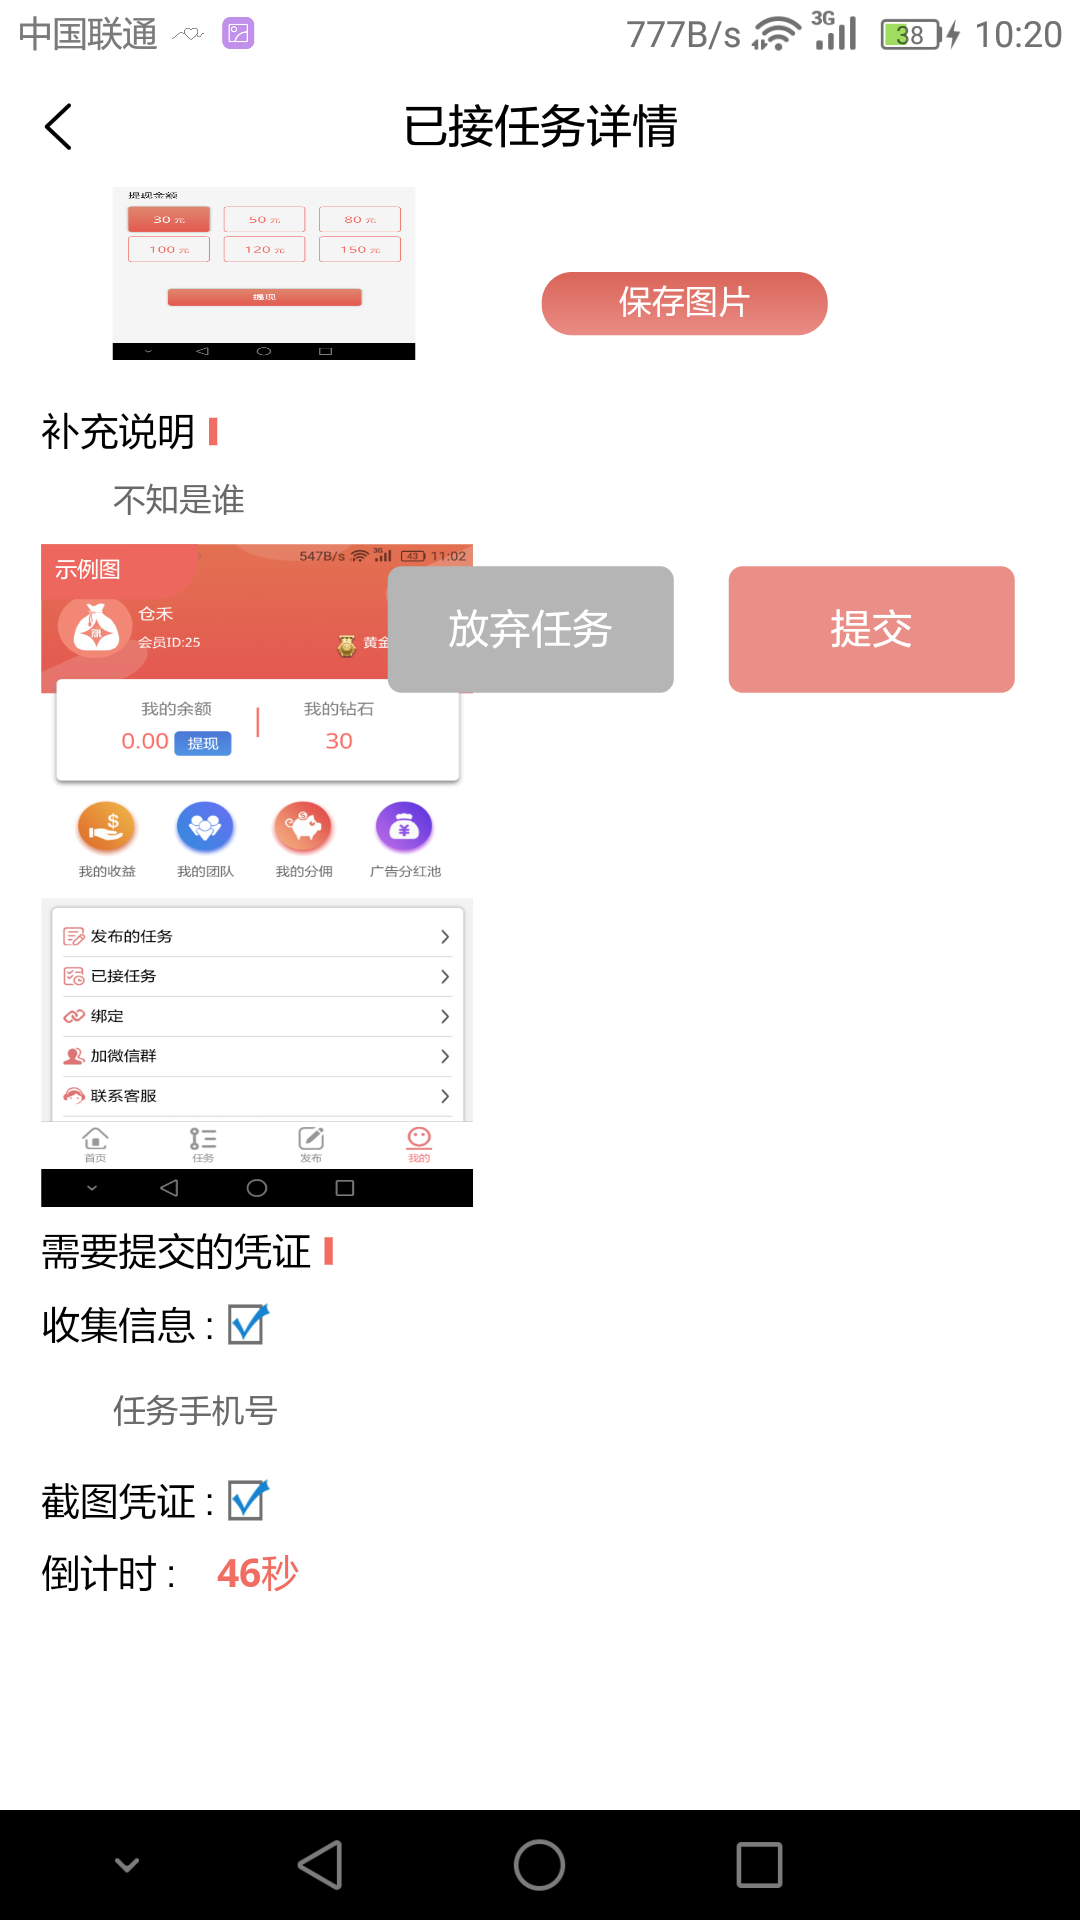 中国联通 777B/s 3G 38 10:20
已接任务详情
提现金额
30 元 50 元 80 元
100 元 120 元 150 元
提现
保存图片
补充说明
不知是谁
547B/s 3G 43 11:02
示例图
仓禾
会员ID:25 黄金
放弃任务 提交
我的余额 我的钻石
0.00 提现 30
我的收益 我的团队 我的分佣 广告分红池
发布的任务
已接任务
绑定
加微信群
联系客服
首页 任务 发布 我的
需要提交的凭证
收集信息 :
任务手机号
截图凭证 :
倒计时 : 46秒